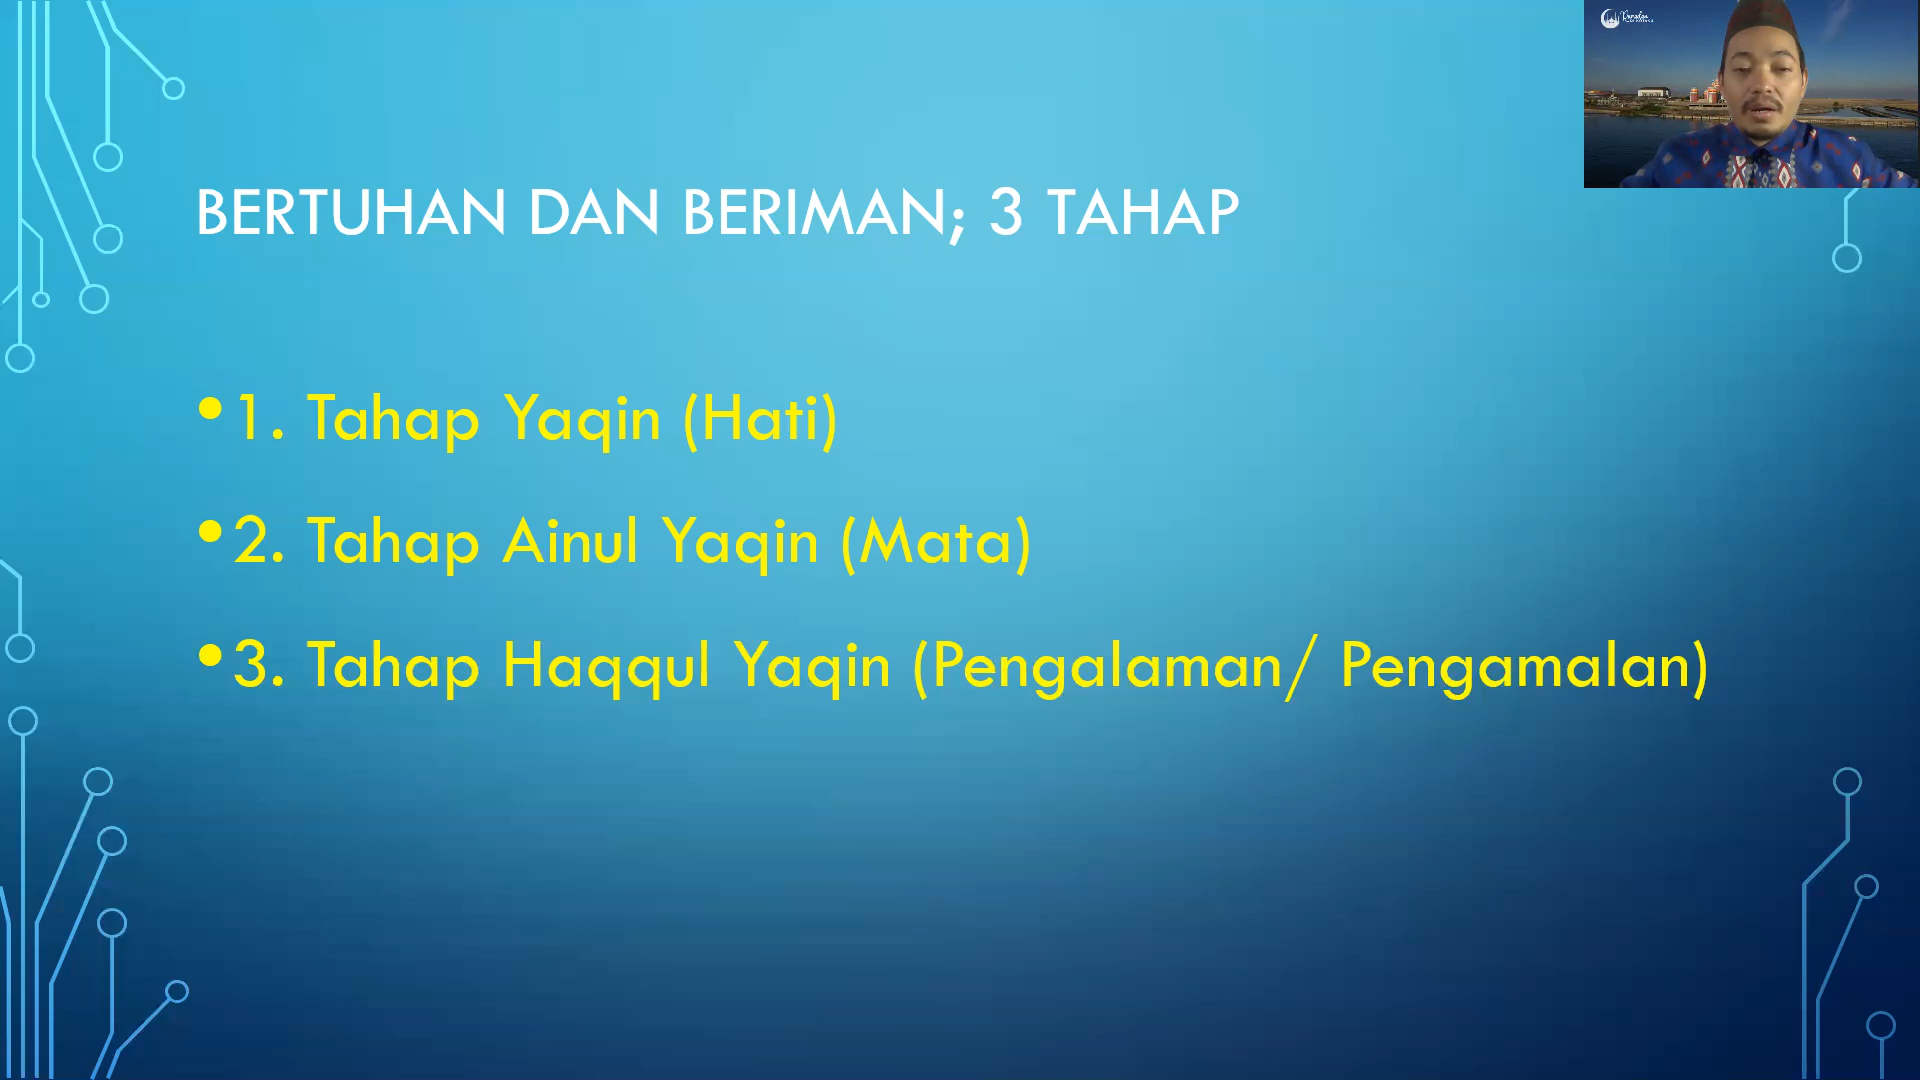 BERTUHAN DAN BERIMAN; 3 TAHAP
• 1. Tahap Yaqin (Hati)
• 2. Tahap Ainul Yaqin (Mata)
• 3. Tahap Haqqul Yaqin (Pengalaman/ Pengamalan)